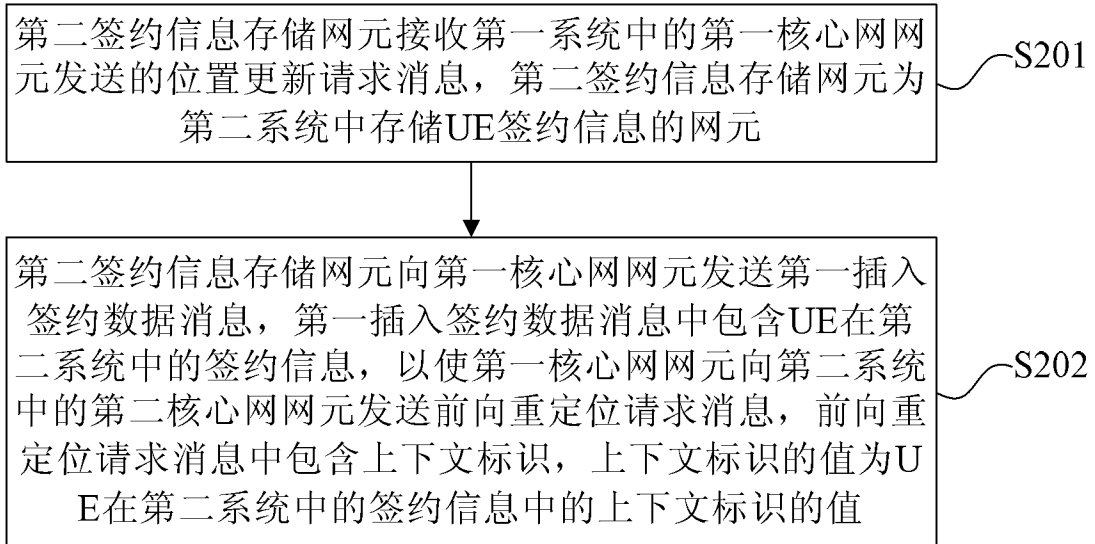 第二签约信息存储网元接收第一系统中的第一核心网网
元发送的位置更新请求消息，第二签约信息存储网元为
第二系统中存储UE签约信息的网元
S201
第二签约信息存储网元向第一核心网网元发送第一插入
签约数据消息，第一插入签约数据消息中包含UE在第
二系统中的签约信息，以使第一核心网网元向第二系统
中的第二核心网网元发送前向重定位请求消息，前向重
定位请求消息中包含上下文标识，上下文标识的值为U
E在第二系统中的签约信息中的上下文标识的值
S202